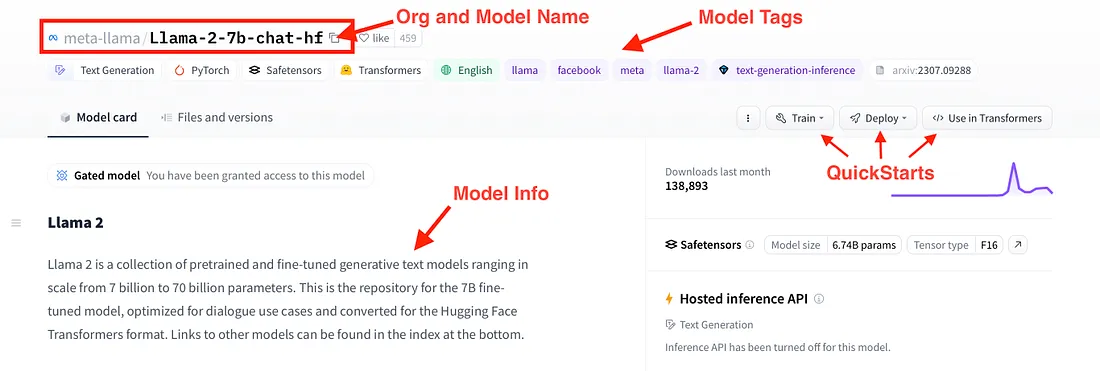 Org and Model Name
Model Tags
meta-llama/Llama-2-7b-chat-hf like 459
Text Generation PyTorch Safetensors Transformers English llama facebook meta llama-2 text-generation-inference arxiv:2307.09288
Model card Files and versions Train Deploy </> Use in Transformers
QuickStarts
Gated model You have been granted access to this model
Downloads last month
138,893
Model Info
Llama 2
Safetensors Model size 6.74B params Tensor type F16
Llama 2 is a collection of pretrained and fine-tuned generative text models ranging in
scale from 7 billion to 70 billion parameters. This is the repository for the 7B fine-
tuned model, optimized for dialogue use cases and converted for the Hugging Face
Transformers format. Links to other models can be found in the index at the bottom.
Hosted inference API
Text Generation
Inference API has been turned off for this model.